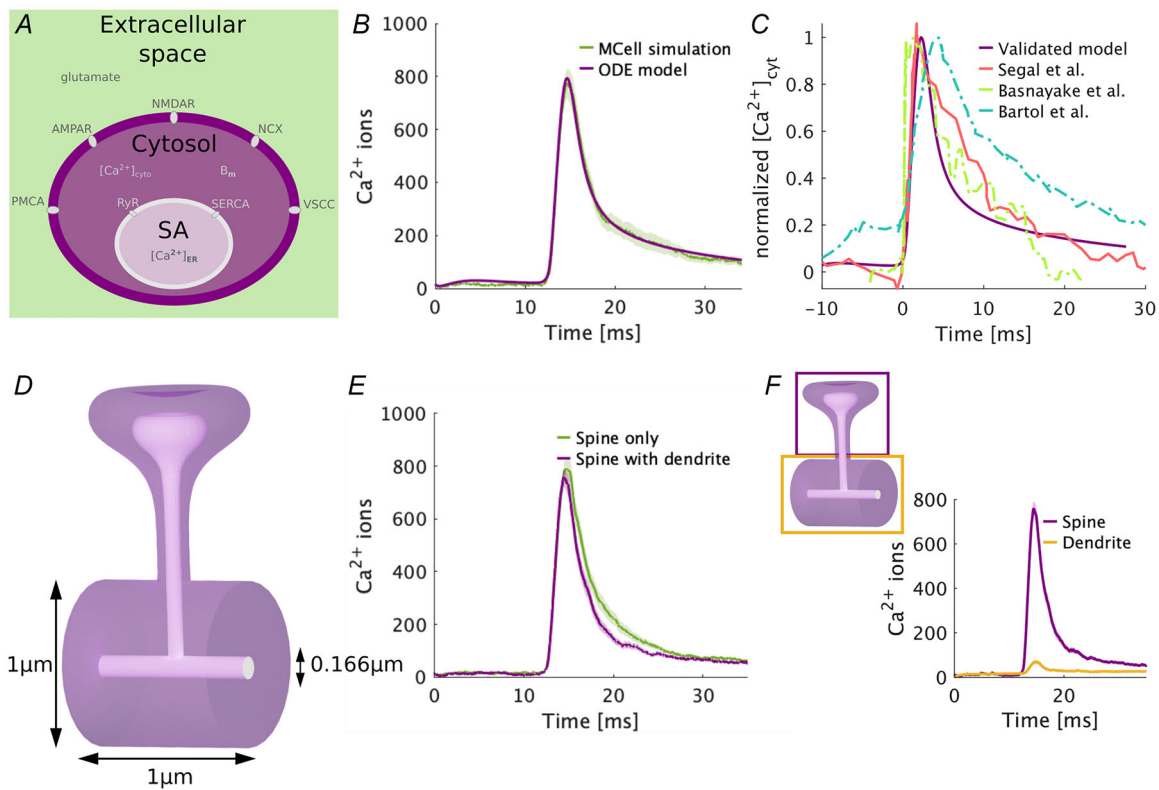 A
Extracellular
space
glutamate
NMDAR
AMPAR
NCX
Cytosol
[Ca²⁺]cyto
Bm
PMCA
RyR
SERCA
VSCC
SA
[Ca²⁺]ER
B
1000
800
600
400
200
0
Ca²⁺ ions
MCell simulation
ODE model
0
10
20
30
Time [ms]
C
1
0.8
0.6
0.4
0.2
0
normalized [Ca²⁺]cyt
Validated model
Segal et al.
Basnayake et al.
Bartol et al.
−10
0
10
20
30
Time [ms]
D
1μm
0.166μm
1μm
E
1000
800
600
400
200
0
Ca²⁺ ions
Spine only
Spine with dendrite
0
10
20
30
Time [ms]
F
800
600
400
200
0
Ca²⁺ ions
Spine
Dendrite
0
20
Time [ms]